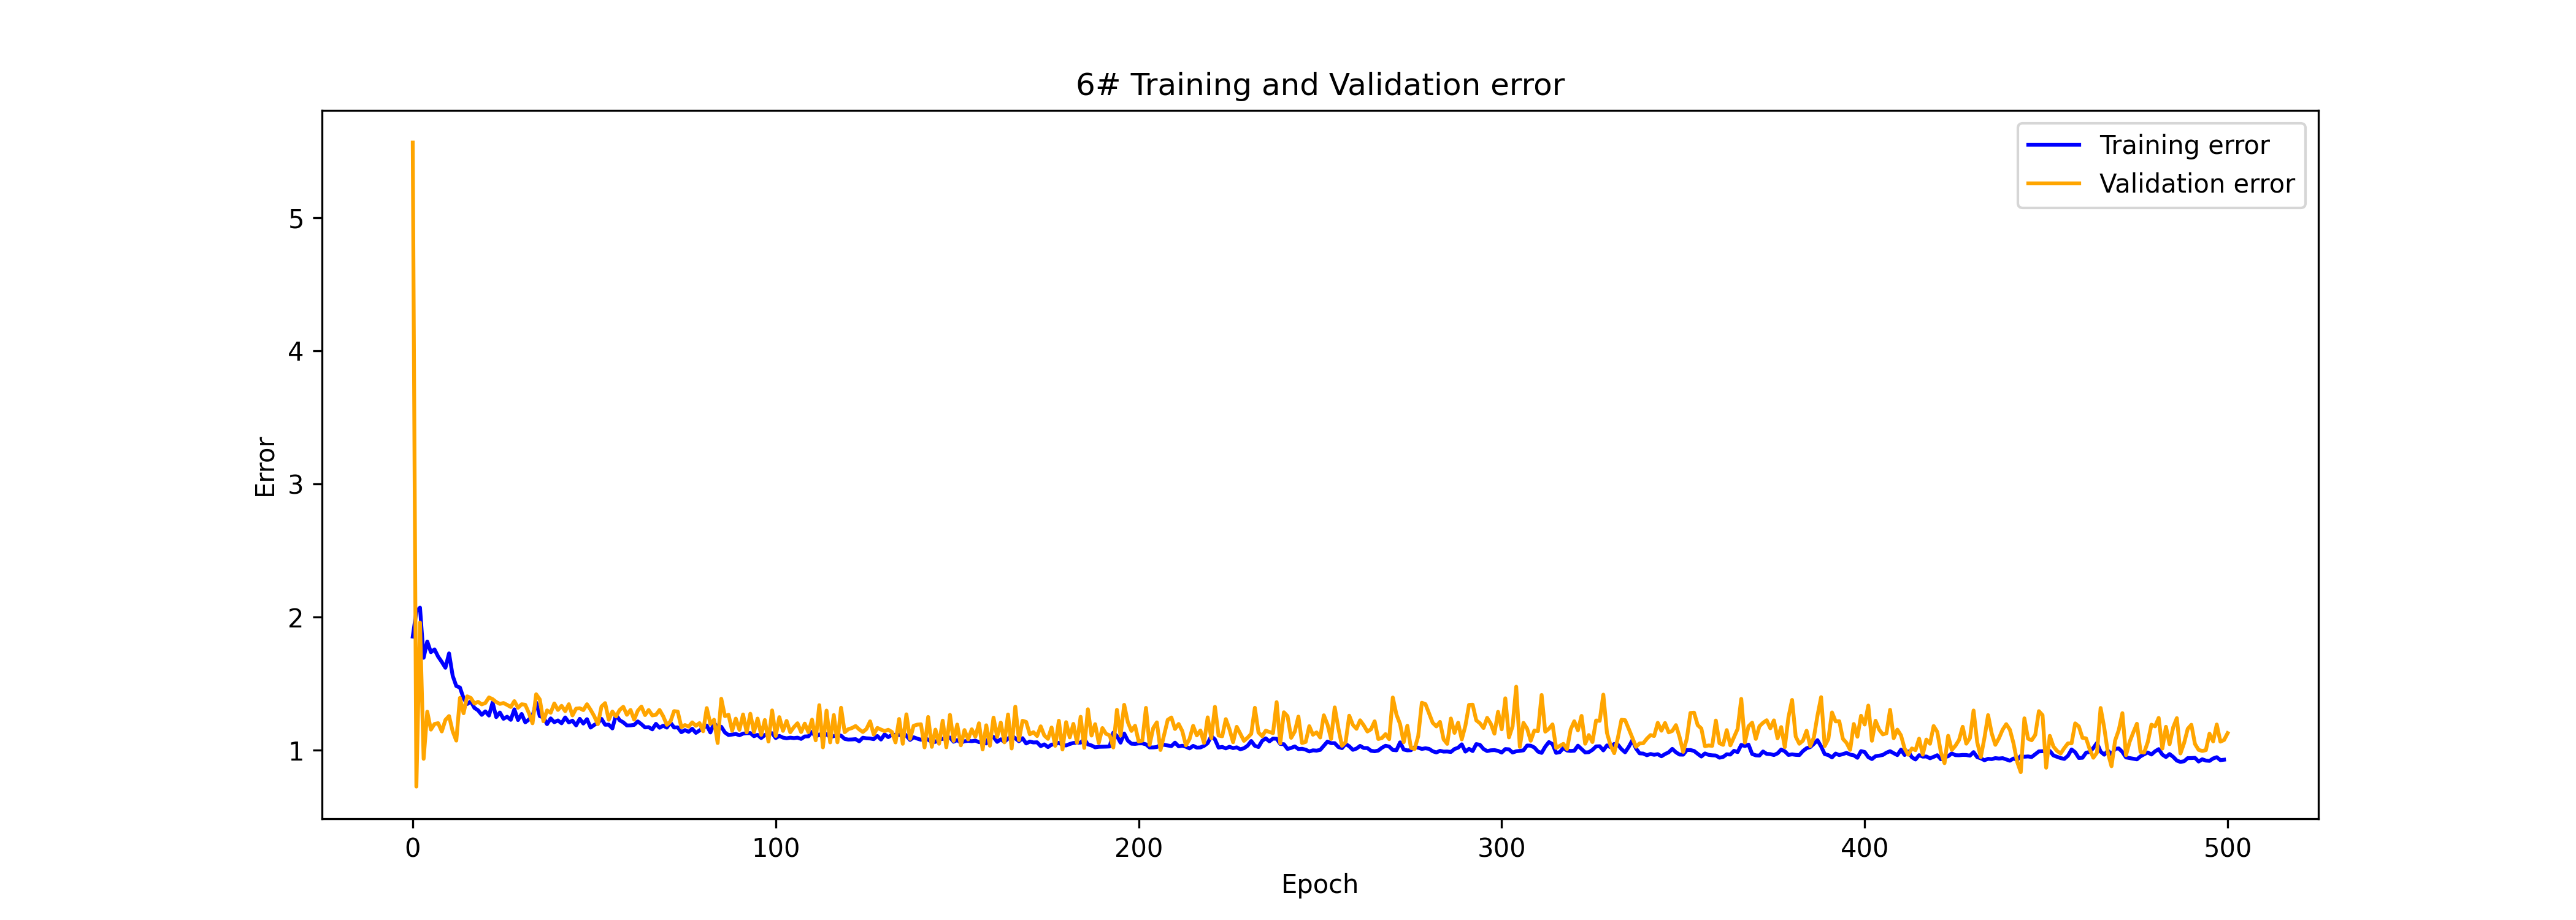 6# Training and Validation error
Training error
Validation error
5
4
3
2
1
Error
0 100 200 300 400 500
Epoch